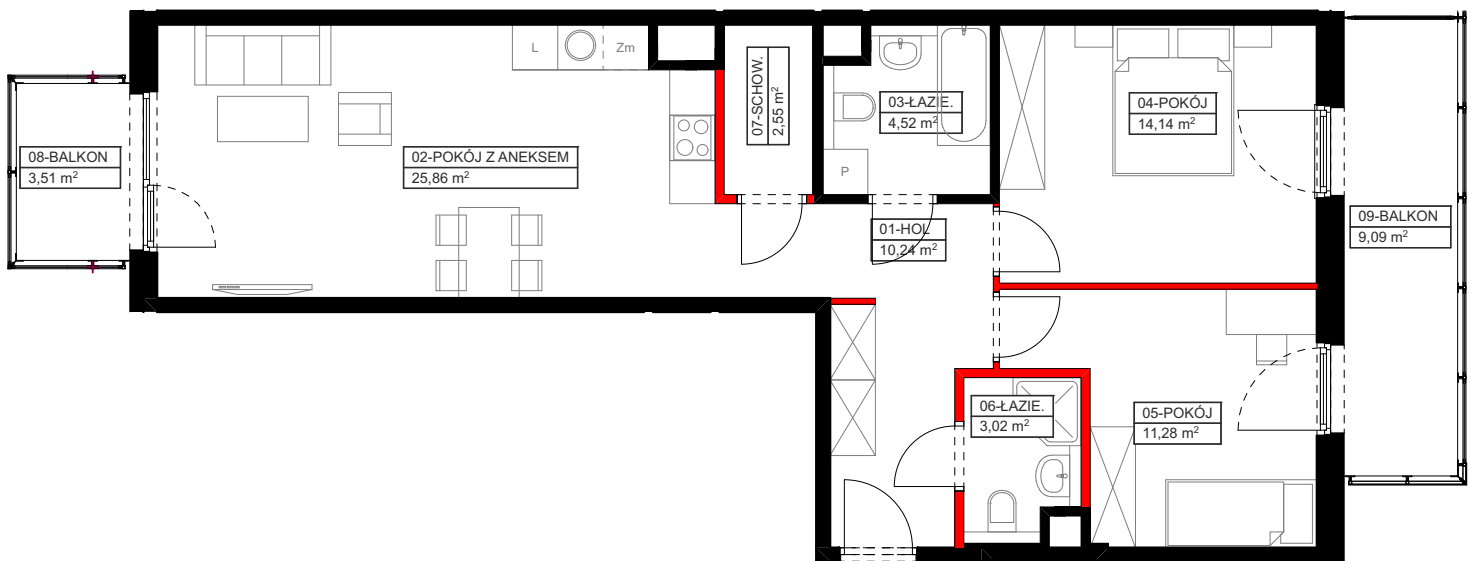 L
Zm
07-SCHOW.
2,55 m²
03-ŁAZIE.
4,52 m²
P
04-POKÓJ
14,14 m²
08-BALKON
3,51 m²
02-POKÓJ Z ANEKSEM
25,86 m²
01-HOL
10,24 m²
09-BALKON
9,09 m²
06-ŁAZIE.
3,02 m²
05-POKÓJ
11,28 m²